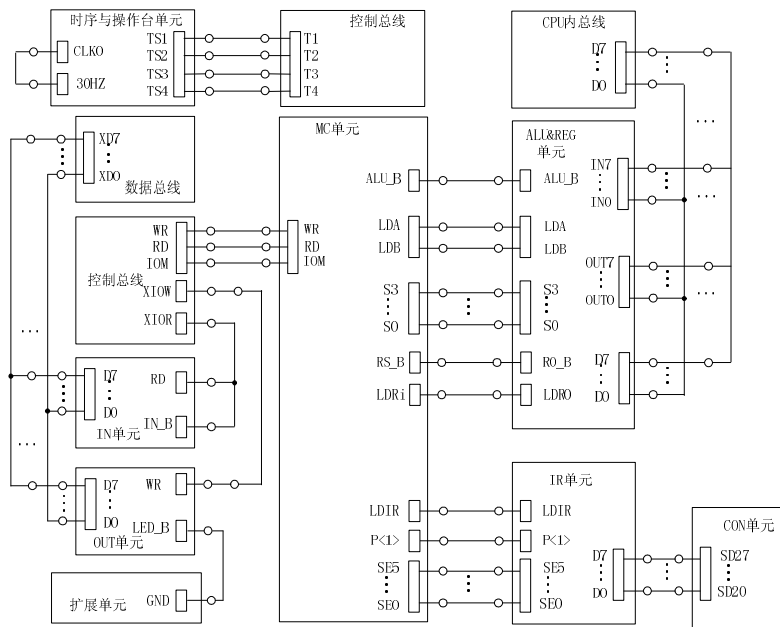 时序与操作台单元
CLKO
30HZ
TS1
TS2
TS3
TS4
控制总线
T1
T2
T3
T4
CPU内总线
D7
D0
XD7
XD0
数据总线
MC单元
ALU_B
LDA
LDB
S3
S0
RS_B
LDRi
LDIR
P<1>
SE5
SE0
WR
RD
IOM
ALU&REG
单元
ALU_B
LDA
LDB
S3
S0
RO_B
LDRO
IN7
IN0
OUT7
OUT0
D7
D0
WR
RD
IOM
控制总线
XIOW
XIOR
D7
D0
RD
IN_B
IN单元
D7
D0
WR
LED_B
OUT单元
扩展单元
GND
IR单元
LDIR
P<1>
SE5
SE0
D7
D0
CON单元
SD27
SD20